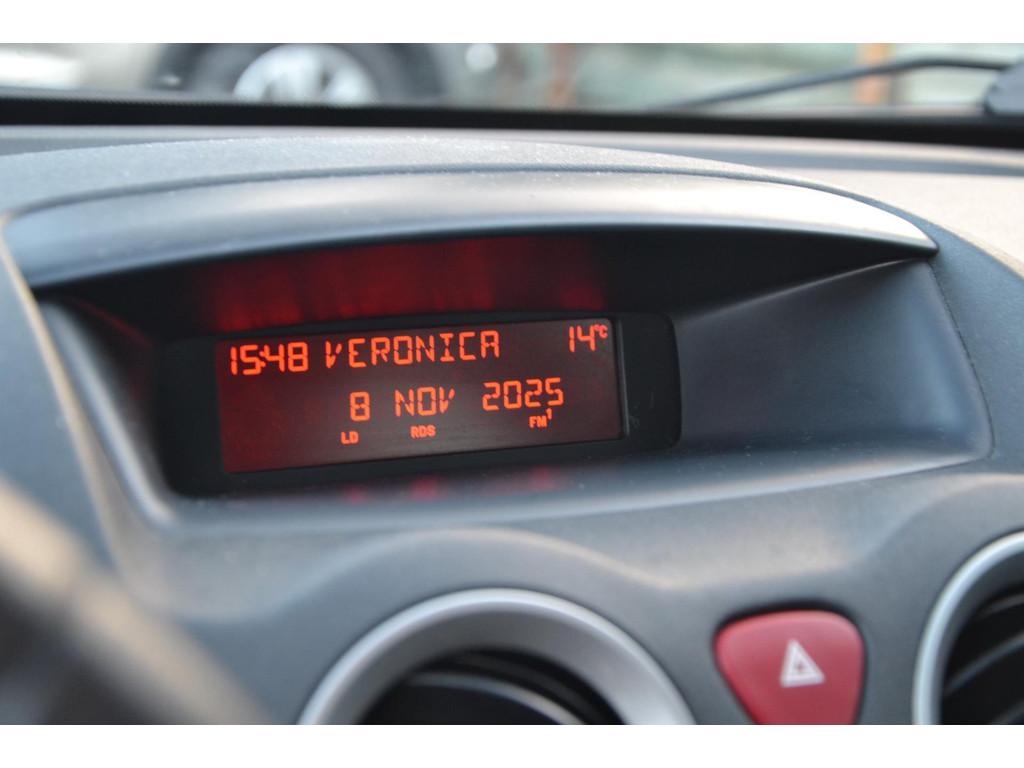 15:48 VERONICA 14°C
8 NOV 2025
LD RDS FM1